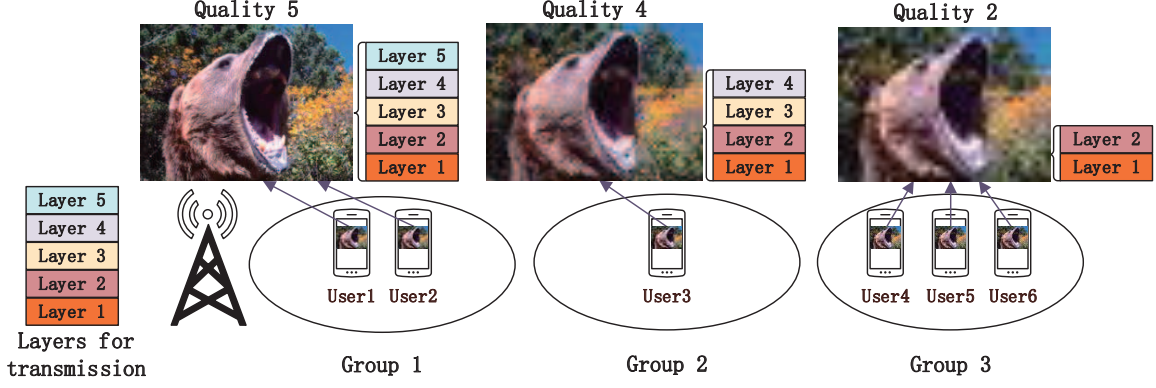 Quality 5
Quality 4
Quality 2
Layer 5
Layer 4
Layer 3
Layer 2
Layer 1
Layer 4
Layer 3
Layer 2
Layer 1
Layer 2
Layer 1
Layer 5
Layer 4
Layer 3
Layer 2
Layer 1
Layers for
transmission
User1
User2
User3
User4
User5
User6
Group 1
Group 2
Group 3